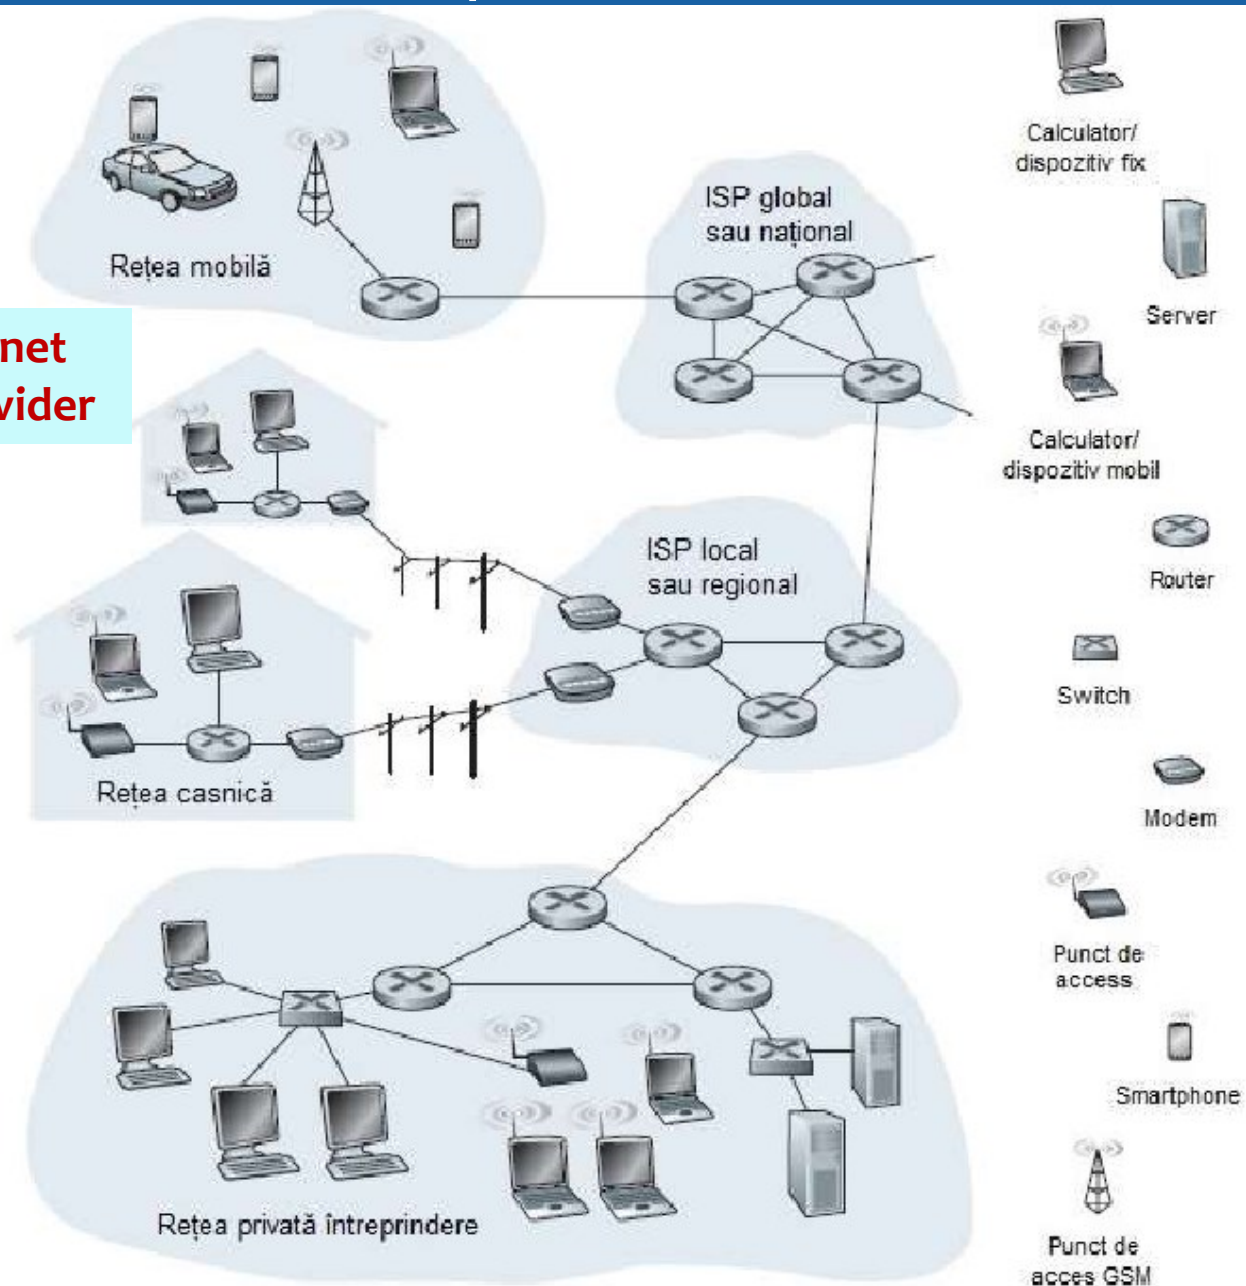 Rețea mobilă
ISP global
sau național
net
vider
ISP local
sau regional
Rețea casnică
Rețea privată întreprindere
Calculator/
dispozitiv fix
Server
Calculator/
dispozitiv mobil
Router
Switch
Modem
Punct de
access
Smartphone
Punct de
acces GSM